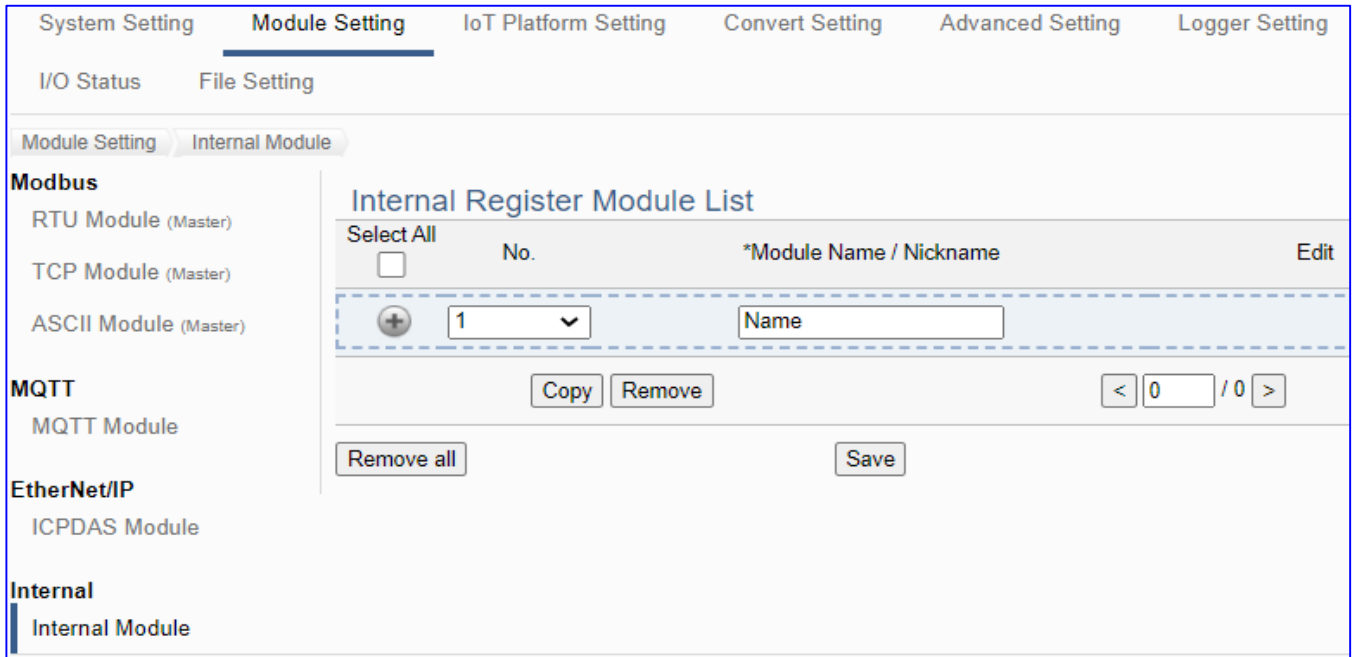 System Setting Module Setting IoT Platform Setting Convert Setting Advanced Setting Logger Setting
I/O Status File Setting
Module Setting Internal Module
Modbus
RTU Module (Master)
TCP Module (Master)
ASCII Module (Master)
MQTT
MQTT Module
EtherNet/IP
ICPDAS Module
Internal
Internal Module
Internal Register Module List
Select All No. *Module Name / Nickname Edit
1 Name
Copy Remove < 0 / 0 >
Remove all Save